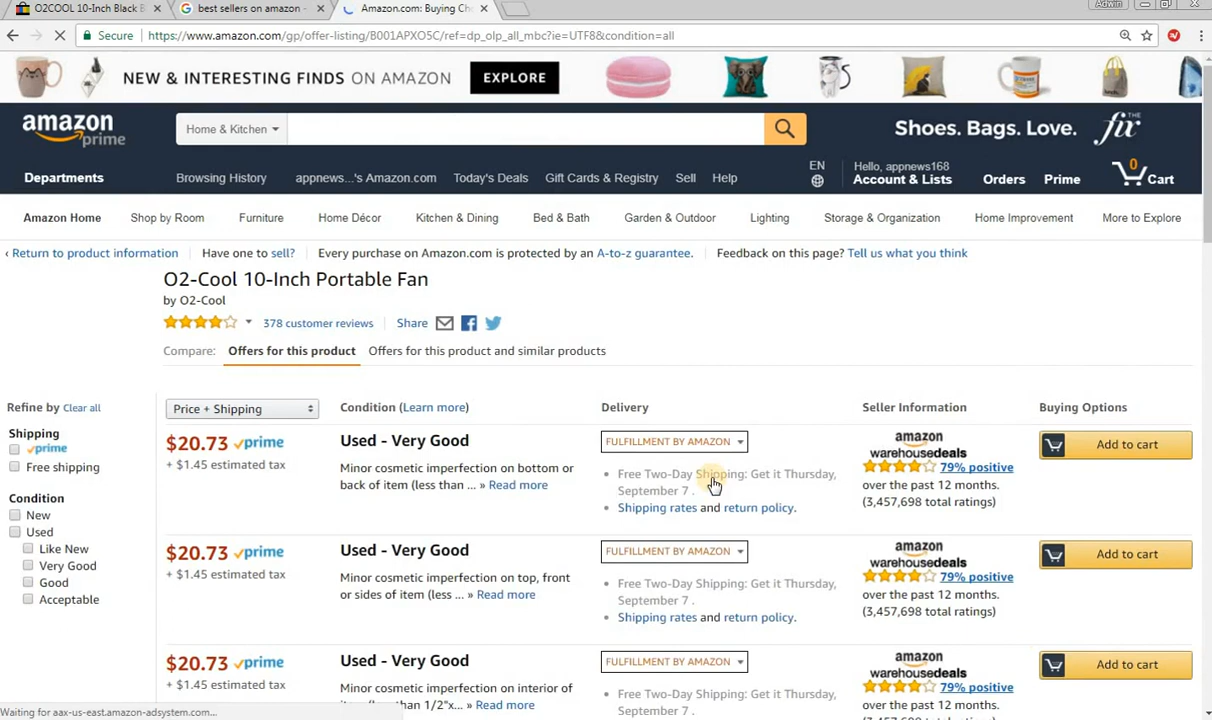 O2COOL 10-Inch Black B
best sellers on amazon -
Amazon.com: Buying Ch
Admin
Secure
https://www.amazon.com/gp/offer-listing/B001APXO5C/ref=dp_olp_all_mbc?ie=UTF8&condition=all
NEW & INTERESTING FINDS ON AMAZON
EXPLORE
amazon prime
Home & Kitchen
Shoes. Bags. Love.
fix
Departments
Browsing History
appnews...'s Amazon.com
Today's Deals
Gift Cards & Registry
Sell
Help
EN
Hello, appnews168
Account & Lists
Orders
Prime
0
Cart
Amazon Home
Shop by Room
Furniture
Home Décor
Kitchen & Dining
Bed & Bath
Garden & Outdoor
Lighting
Storage & Organization
Home Improvement
More to Explore
‹ Return to product information
Have one to sell?
Every purchase on Amazon.com is protected by an A-to-z guarantee.
Feedback on this page? Tell us what you think
O2-Cool 10-Inch Portable Fan
by O2-Cool
378 customer reviews
Share
Compare:
Offers for this product
Offers for this product and similar products
Refine by Clear all
Shipping
prime
Free shipping
Condition
New
Used
Like New
Very Good
Good
Acceptable
Price + Shipping
Condition (Learn more)
Delivery
Seller Information
Buying Options
$20.73 prime
+ $1.45 estimated tax
Used - Very Good
Minor cosmetic imperfection on bottom or
back of item (less than ... » Read more
FULFILLMENT BY AMAZON
Free Two-Day Shipping: Get it Thursday,
September 7 .
Shipping rates and return policy.
amazon
warehousedeals
79% positive
over the past 12 months.
(3,457,698 total ratings)
Add to cart
$20.73 prime
+ $1.45 estimated tax
Used - Very Good
Minor cosmetic imperfection on top, front
or sides of item (less ... » Read more
FULFILLMENT BY AMAZON
Free Two-Day Shipping: Get it Thursday,
September 7 .
Shipping rates and return policy.
amazon
warehousedeals
79% positive
over the past 12 months.
(3,457,698 total ratings)
Add to cart
$20.73 prime
+ $1.45 estimated tax
Used - Very Good
Minor cosmetic imperfection on interior of
item (less than 1/2"x... » Read more
FULFILLMENT BY AMAZON
Free Two-Day Shipping: Get it Thursday,
September 7 .
amazon
warehousedeals
79% positive
over the past 12 months.
Add to cart
Waiting for aax-us-east.amazon-adsystem.com...